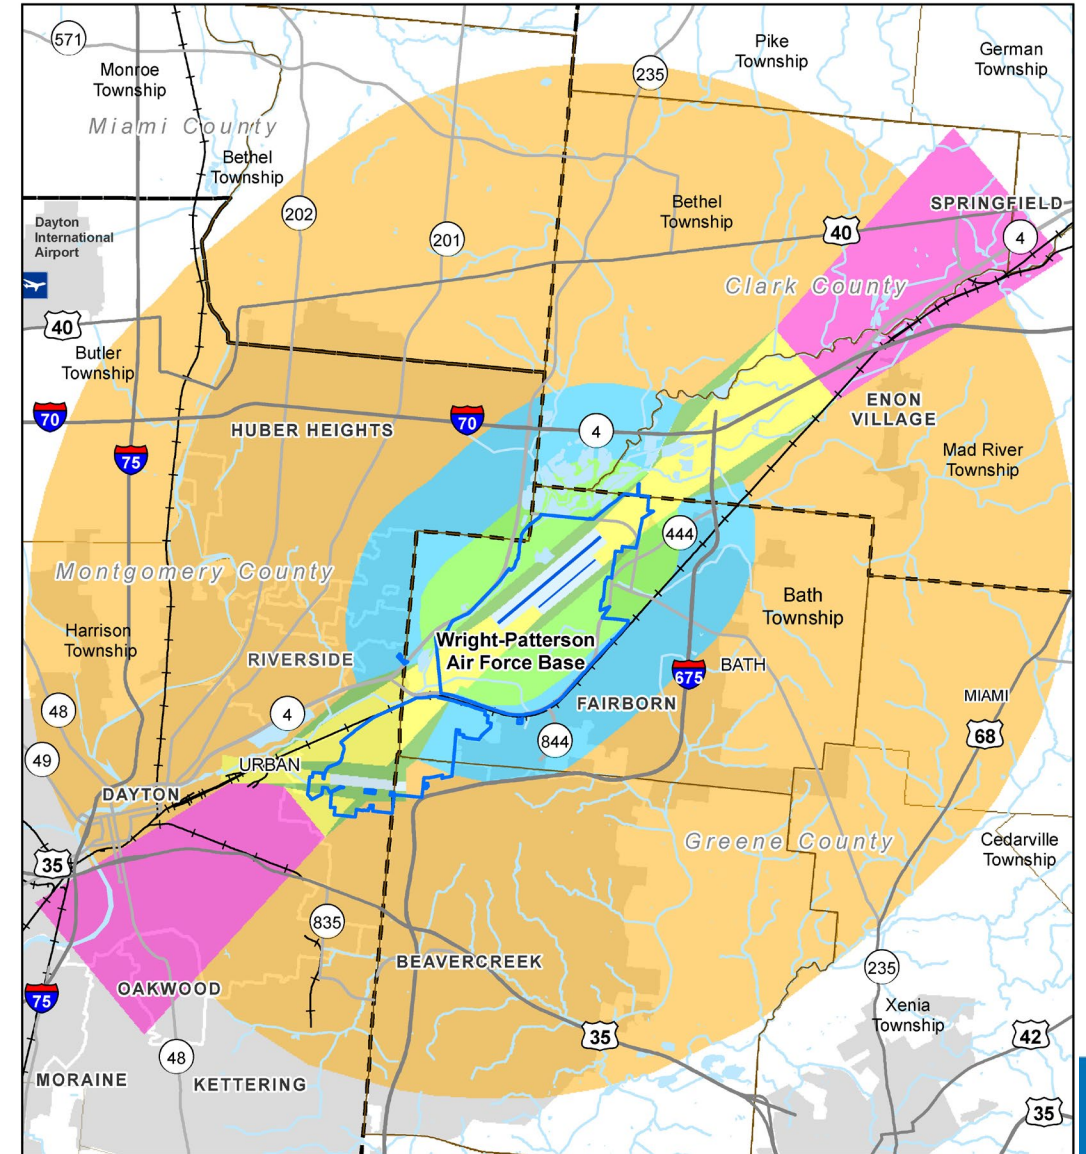 571
Monroe
Township
Miami County
Bethel
Township
235
Pike
Township
German
Township
Dayton
International
Airport
202
201
Bethel
Township
40
SPRINGFIELD
4
Clark County
40
Butler
Township
70
75
HUBER HEIGHTS
70
4
ENON
VILLAGE
Mad River
Township
444
Montgomery County
Harrison
Township
RIVERSIDE
Wright-Patterson
Air Force Base
Bath
Township
675
BATH
FAIRBORN
MIAMI
68
48
4
844
49
URBAN
DAYTON
35
Greene County
Cedarville
Township
835
BEAVERCREEK
235
75
OAKWOOD
Xenia
Township
35
42
48
MORAINE
KETTERING
35